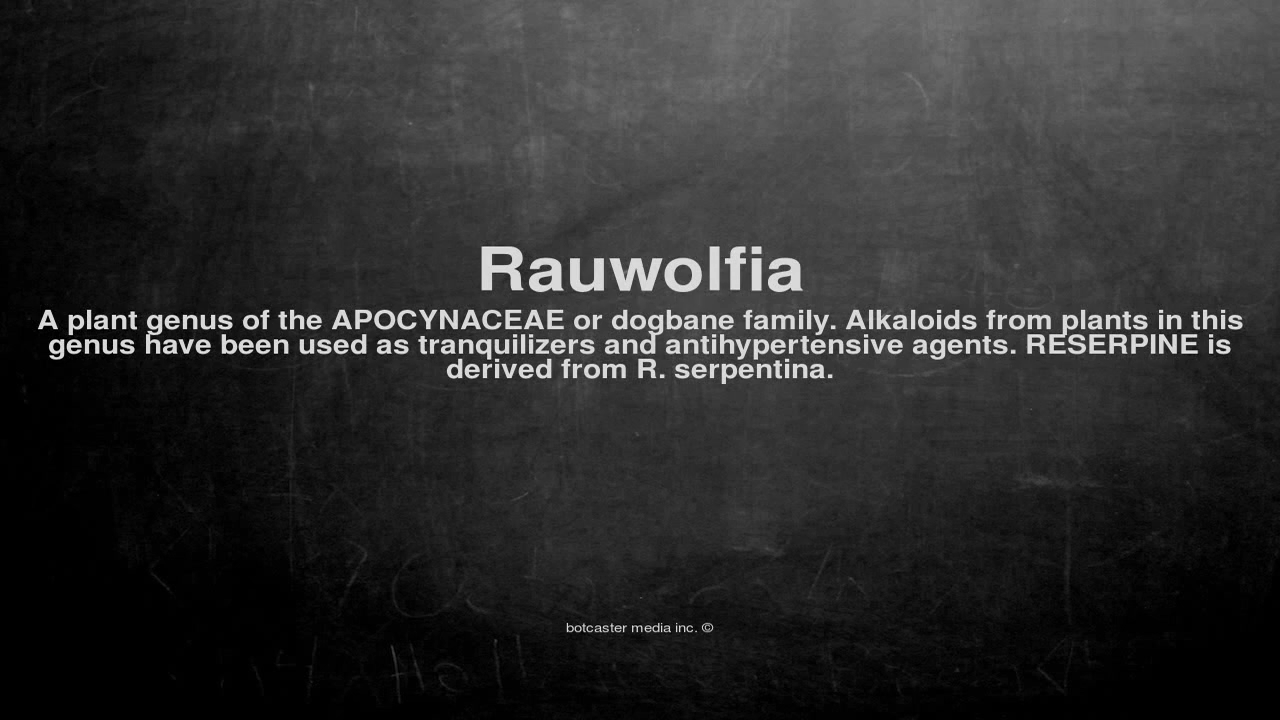 Rauwolfia
A plant genus of the APOCYNACEAE or dogbane family. Alkaloids from plants in this
genus have been used as tranquilizers and antihypertensive agents. RESERPINE is
derived from R. serpentina.
botcaster media inc. ©